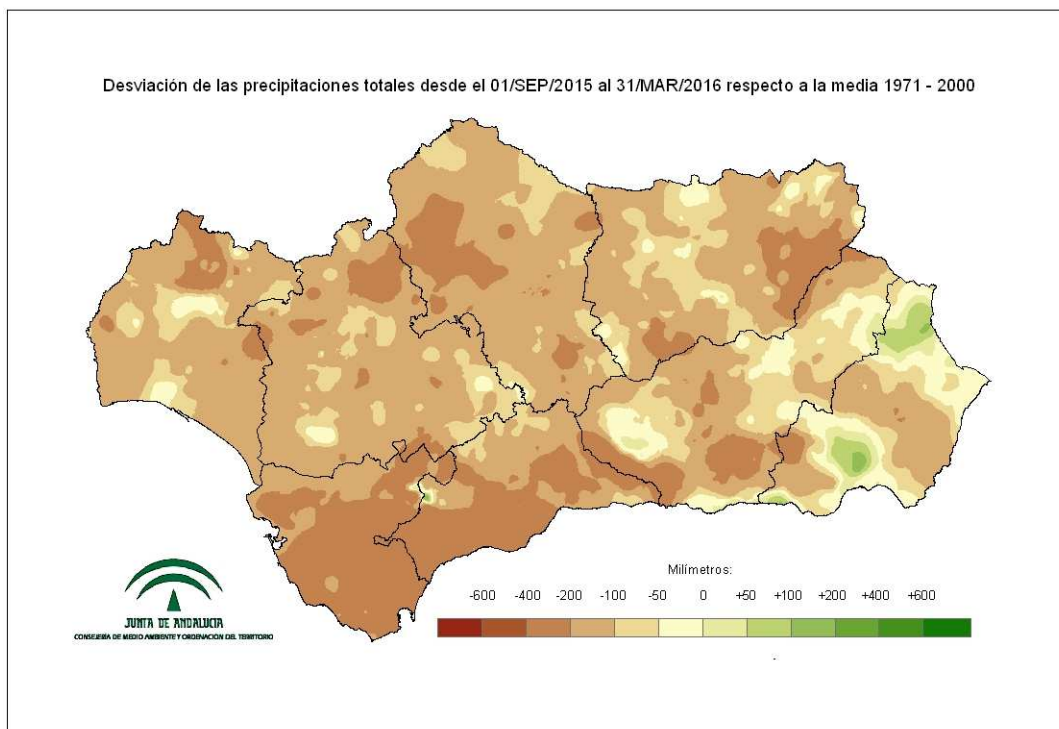 Desviación de las precipitaciones totales desde el 01/SEP/2015 al 31/MAR/2016 respecto a la media 1971 - 2000
Milímetros:
-600 -400 -200 -100 -50 0 +50 +100 +200 +400 +600
JUNTA DE ANDALUCIA
CONSEJERÍA DE MEDIO AMBIENTE Y ORDENACIÓN DEL TERRITORIO